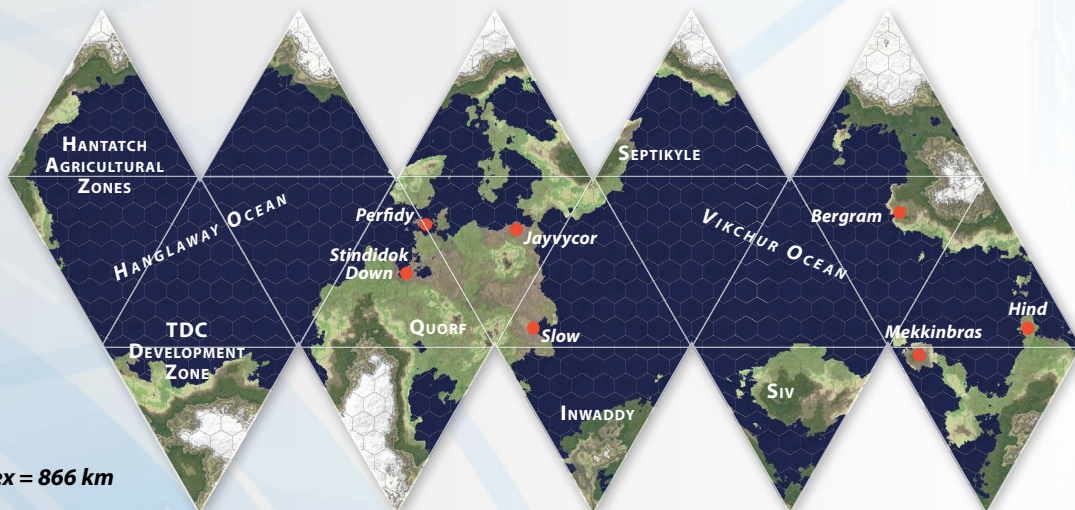 HANTATCH
AGRICULTURAL
ZONES
SEPTIKYLE
HANGLAWAY OCEAN
Perfidy
Jayvycor
VIKCHUR OCEAN
Bergram
Stindidok
Down
TDC
DEVELOPMENT
ZONE
QUORF
Slow
Hind
Mekkinbras
SIV
INWADDY
ex = 866 km